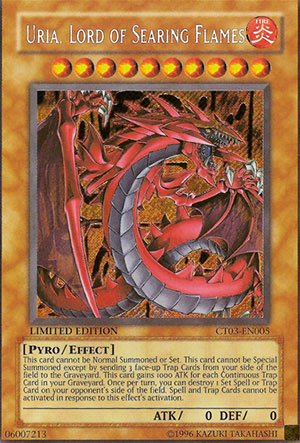 URIA, LORD OF SEARING FLAMES
FIRE
炎
LIMITED EDITION CT03-EN005
[PYRO / EFFECT]
This card cannot be Normal Summoned or Set. This card cannot be Special
Summoned except by sending 3 face-up Trap Cards from your side of the
field to the Graveyard. This card gains 1000 ATK for each Continuous Trap
Card in your Graveyard. Once per turn, you can destroy 1 Set Spell or Trap
Card on your opponent's side of the field. Spell and Trap Cards cannot be
activated in response to this effect's activation.
ATK/ 0 DEF/ 0
06007213 ©1996 KAZUKI TAKAHASHI